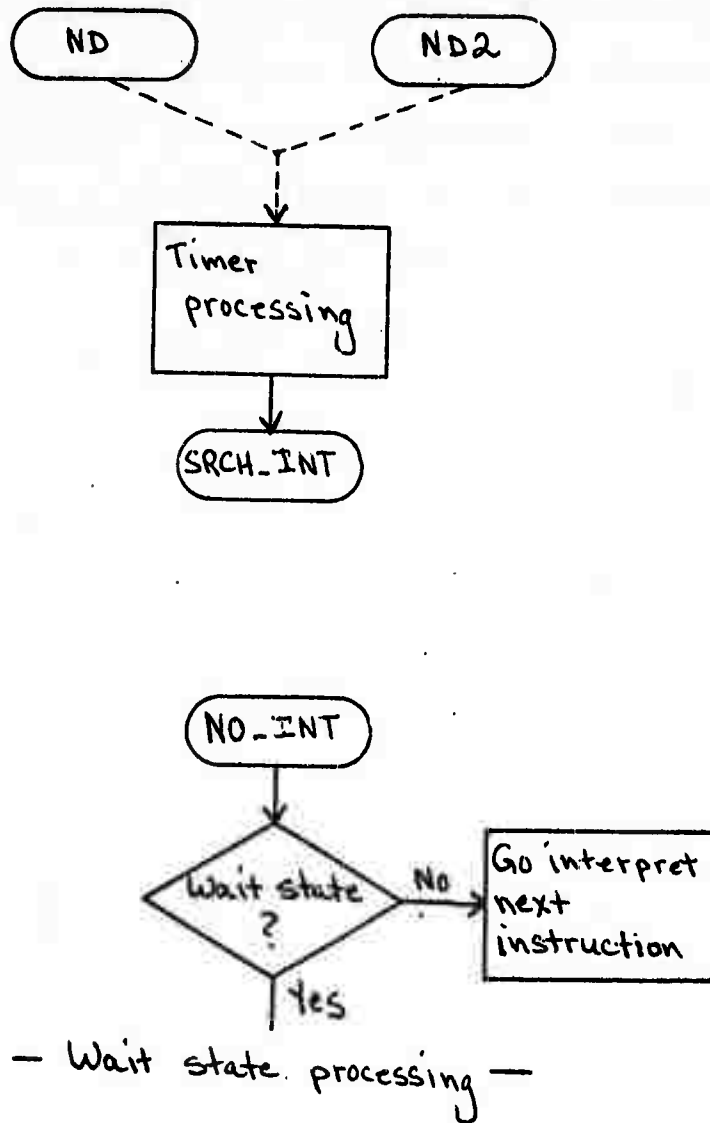 ND
ND2
Timer
processing
SRCH_INT
NO_INT
Wait state
?
No
Go interpret
next
instruction
Yes
— Wait state processing —